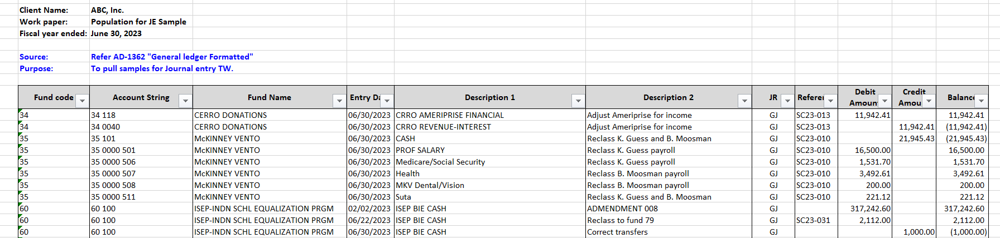 Client Name: ABC, Inc.
Work paper: Population for JE Sample
Fiscal year ended: June 30, 2023
Source: Refer AD-1362 "General ledger Formatted"
Purpose: To pull samples for Journal entry TW.
Fund code Account String Fund Name Entry Da Description 1 Description 2 JR Referen Debit Amoun Credit Amou Balanc
34 34 118 CERRO DONATIONS 06/30/2023 CRRO AMERIPRISE FINANCIAL Adjust Ameriprise for income GJ SC23-013 11,942.41 11,942.41
34 34 0040 CERRO DONATIONS 06/30/2023 CRRO REVENUE-INTEREST Adjust Ameriprise for income GJ SC23-013 11,942.41 (11,942.41)
35 35 101 McKINNEY VENTO 06/30/2023 CASH Reclass K. Guess and B. Moosman GJ SC23-010 21,945.43 (21,945.43)
35 35 0000 501 McKINNEY VENTO 06/30/2023 PROF SALARY Reclass K. Guess payroll GJ SC23-010 16,500.00 16,500.00
35 35 0000 506 McKINNEY VENTO 06/30/2023 Medicare/Social Security Reclass K. Guess payroll GJ SC23-010 1,531.70 1,531.70
35 35 0000 507 McKINNEY VENTO 06/30/2023 Health Reclass B. Moosman payroll GJ SC23-010 3,492.61 3,492.61
35 35 0000 508 McKINNEY VENTO 06/30/2023 MKV Dental/Vision Reclass B. Moosman payroll GJ SC23-010 200.00 200.00
35 35 0000 511 McKINNEY VENTO 06/30/2023 Suta Reclass K. Guess and B. Moosman GJ SC23-010 221.12 221.12
60 60 100 ISEP-INDN SCHL EQUALIZATION PRGM 02/02/2023 ISEP BIE CASH ADMENDMENT 008 GJ 317,242.60 317,242.60
60 60 100 ISEP-INDN SCHL EQUALIZATION PRGM 06/22/2023 ISEP BIE CASH Reclass to fund 79 GJ SC23-031 2,112.00 2,112.00
60 60 100 ISEP-INDN SCHL EQUALIZATION PRGM 06/30/2023 ISEP BIE CASH Correct transfers GJ 1,000.00 (1,000.00)